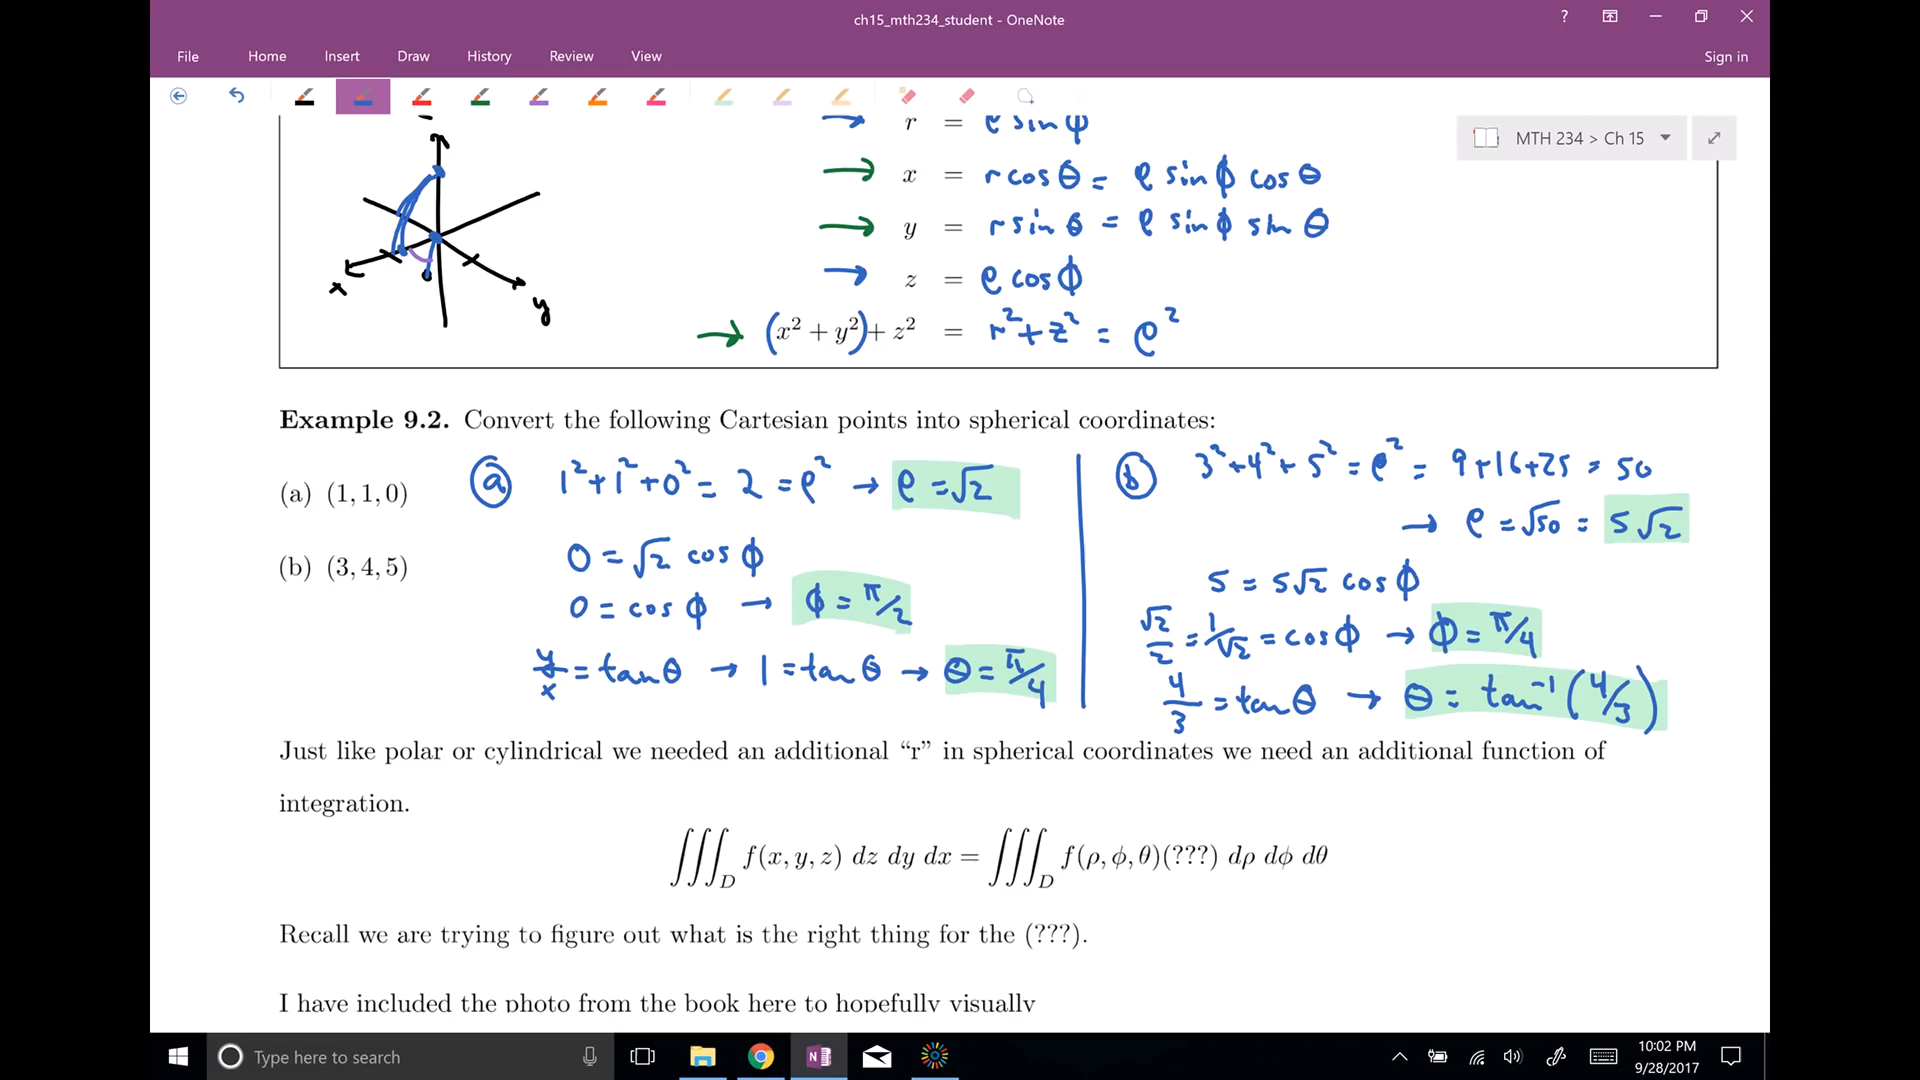 ch15_mth234_student - OneNote
?
File Home Insert Draw History View Sign in
MTH 234 > Ch 15
r = ρ sin φ
x = r cos θ = ρ sin φ cos θ
y = r sin θ = ρ sin φ sin θ
z = ρ cos φ
(x² + y²) + z² = r² + z² = ρ²
x
y
Example 9.2. Convert the following Cartesian points into spherical coordinates:
(a) (1, 1, 0)
(b) (3, 4, 5)
ⓐ 1² + 1² + 0² = 2 = ρ² → ρ = √2
0 = √2 cos φ
0 = cos φ → φ = π/2
y/x = tan θ → 1 = tan θ → θ = π/4
ⓑ 3² + 4² + 5² = ρ² = 9 + 16 + 25 = 50
→ ρ = √50 = 5√2
5 = 5√2 cos φ
√2/2 = 1/√2 = cos φ → φ = π/4
4/3 = tan θ → θ = tan⁻¹(4/3)
Just like polar or cylindrical we needed an additional “r” in spherical coordinates we need an additional function of
integration.
∭_D f(x, y, z) dz dy dx = ∭_D f(ρ, ϕ, θ)(???) dρ dϕ dθ
Recall we are trying to figure out what is the right thing for the (???).
I have included the photo from the book here to hopefully visually
Type here to search
10:02 PM
9/28/2017